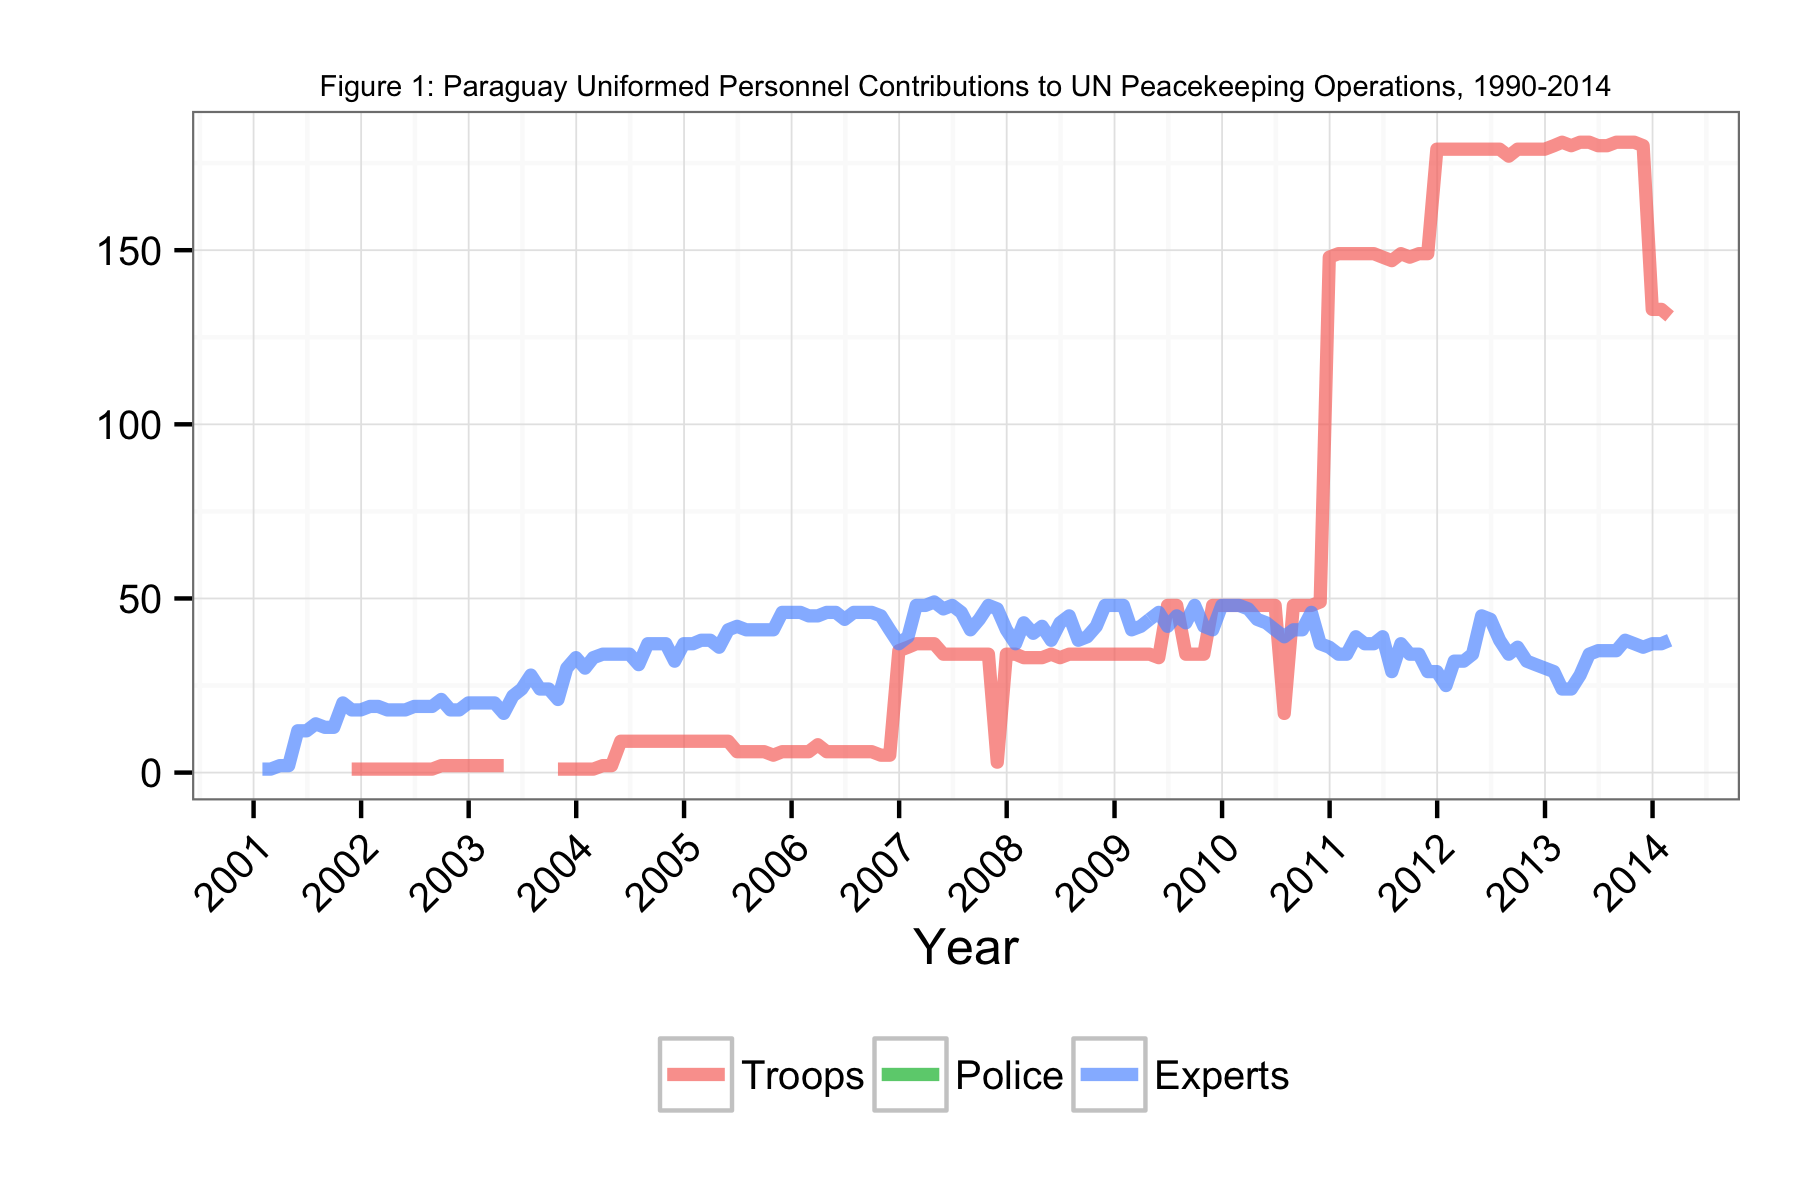 Figure 1: Paraguay Uniformed Personnel Contributions to UN Peacekeeping Operations, 1990-2014
150
100
50
0
2001 2002 2003 2004 2005 2006 2007 2008 2009 2010 2011 2012 2013 2014
Year
Troops Police Experts